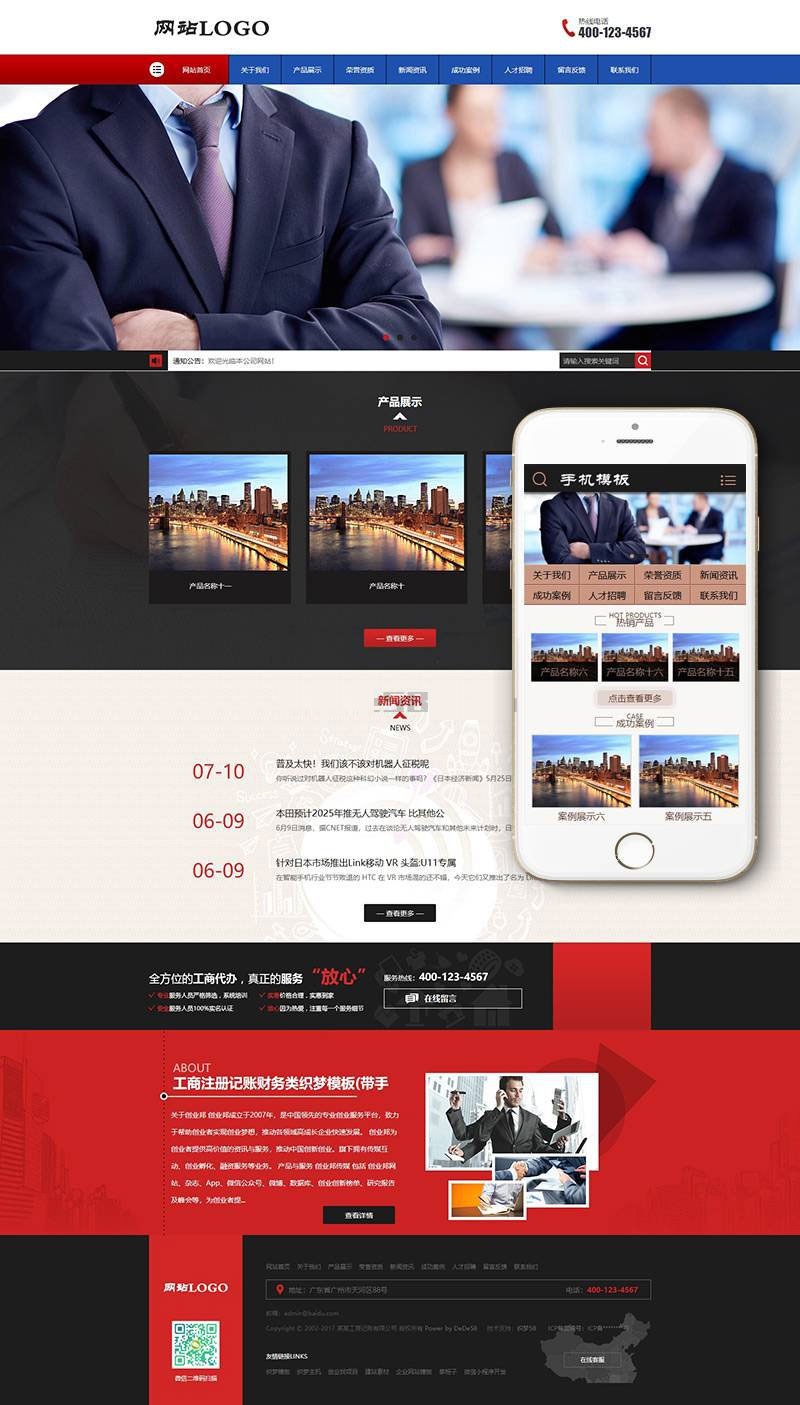 网站LOGO
热线电话
400-123-4567
网站首页 关于我们 产品展示 荣誉资质 新闻资讯 成功案例 人才招聘 留言反馈 联系我们
通知公告：欢迎光临本公司网站！
请输入搜索关键词
产品展示
PRODUCT
产品名称十一 产品名称十
— 查看更多 —
手机模板
关于我们 产品展示 荣誉资质 新闻资讯
成功案例 人才招聘 留言反馈 联系我们
HOT PRODUCTS
热销产品
产品名称六 产品名称十六 产品名称十五
点击查看更多
CASE
成功案例
案例展示六 案例展示五
新闻资讯
NEWS
07-10
普及太快！我们该不该对机器人征税呢
你听说过对机器人征税这种科幻小说一样的事吗？《日本经济新闻》5月25日
06-09
本田预计2025年推无人驾驶汽车 比其他公
6月9日消息，据CNET报道，过去在谈论无人驾驶汽车和其他未来计划时，日
06-09
针对日本市场推出Link移动 VR 头盔:U11专属
在智能手机行业节节败退的 HTC 在 VR 市场混的还不错，今天它们又推出了名为 Lin
— 查看更多 —
全方位的工商代办，真正的服务 “放心”
专业服务人员严格筛选，系统培训 实惠价格合理，实惠到家
安全服务人员100%实名认证 放心因为热爱，注重每一个服务细节
服务热线：400-123-4567
在线留言
ABOUT
工商注册记账财务类织梦模板(带手
关于创业邦 创业邦成立于2007年，是中国领先的专业创业服务平台，致力
于帮助创业者实现创业梦想，推动各领域高成长企业快速发展。 创业邦为
创业者提供高价值的资讯与服务，推动中国创新创业。旗下拥有传媒互
动、创业孵化、融资服务等业务。 产品与服务 创业邦传媒 包括 创业邦网
站、杂志、App、微信公众号、微博、数据库、创业创新榜单、研究报告
及峰会等，为创业者提...
查看详情
网站LOGO
微信二维码扫描
网站首页 关于我们 产品展示 荣誉资质 新闻资讯 成功案例 人才招聘 留言反馈 联系我们
地址：广东省广州市天河区88号
电话：400-123-4567
邮箱：admin@baidu.com
Copyright © 2002-2017 某某工商记账有限公司 版权所有 Power by DeDe58 技术支持：织梦58
友情链接LINKS
织梦模板 织梦主机 创业找项目 建站素材 企业网站模板 掌柜子 微信小程序开发
在线客服